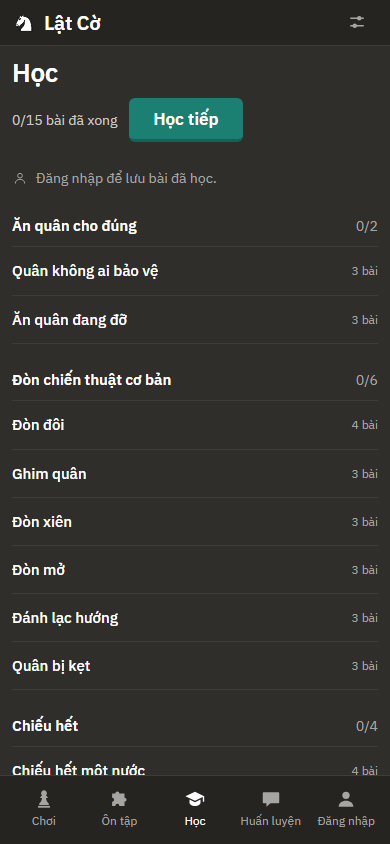 Lật Cờ
Học
0/15 bài đã xong
Học tiếp
Đăng nhập để lưu bài đã học.
Ăn quân cho đúng 0/2
Quân không ai bảo vệ 3 bài
Ăn quân đang đỡ 3 bài
Đòn chiến thuật cơ bản 0/6
Đòn đôi 4 bài
Ghim quân 3 bài
Đòn xiên 3 bài
Đòn mở 3 bài
Đánh lạc hướng 3 bài
Quân bị kẹt 3 bài
Chiếu hết 0/4
Chiếu hết một nước 4 bài
Chơi Ôn tập Học Huấn luyện Đăng nhập